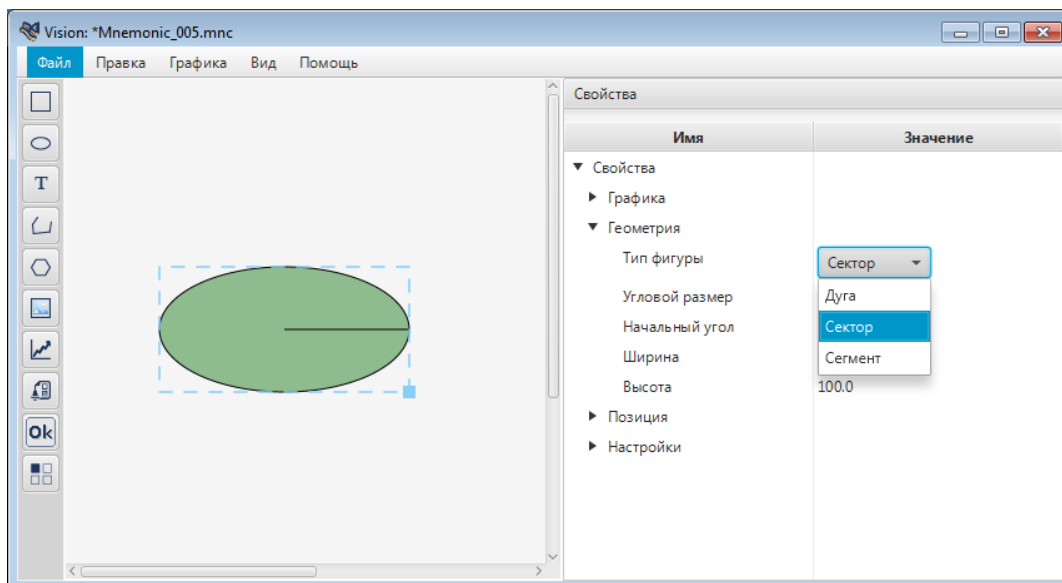 Vision: *Mnemonic_005.mnc
Файл Правка Графика Вид Помощь
Свойства
Имя Значение
Свойства
Графика
Геометрия
Тип фигуры Сектор
Дуга
Угловой размер
Сектор
Начальный угол
Сегмент
Ширина
Высота 100.0
Позиция
Настройки
T
Ok